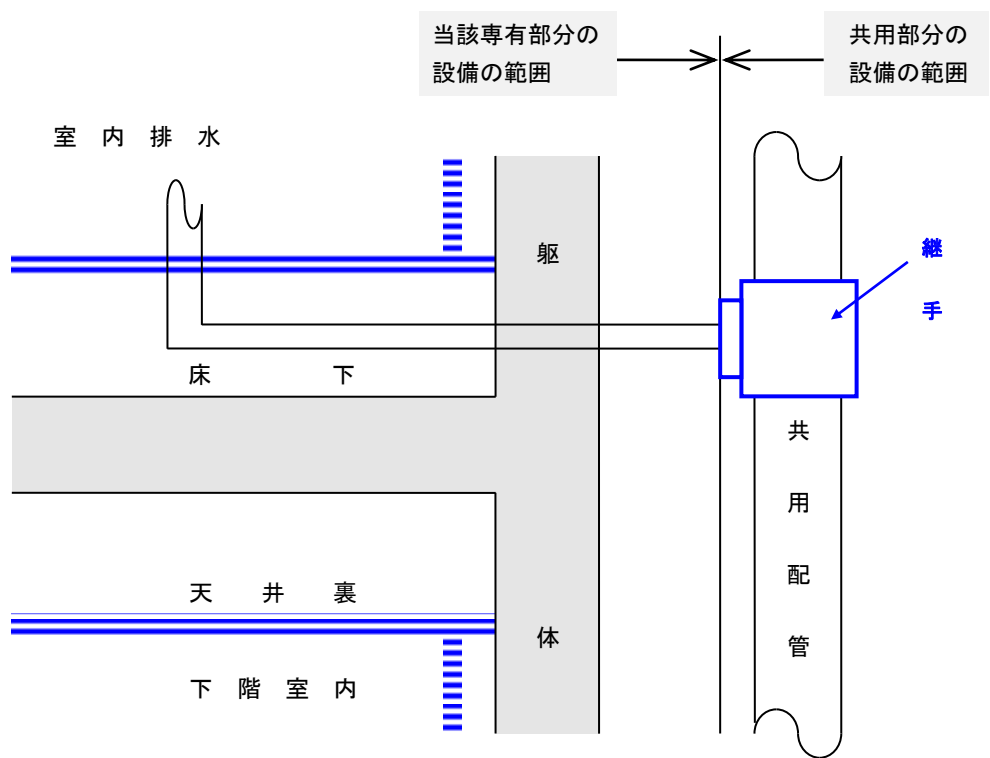 当該専有部分の
設備の範囲
共用部分の
設備の範囲
室内排水
躯体
継手
床下
共用配管
天井裏
下階室内